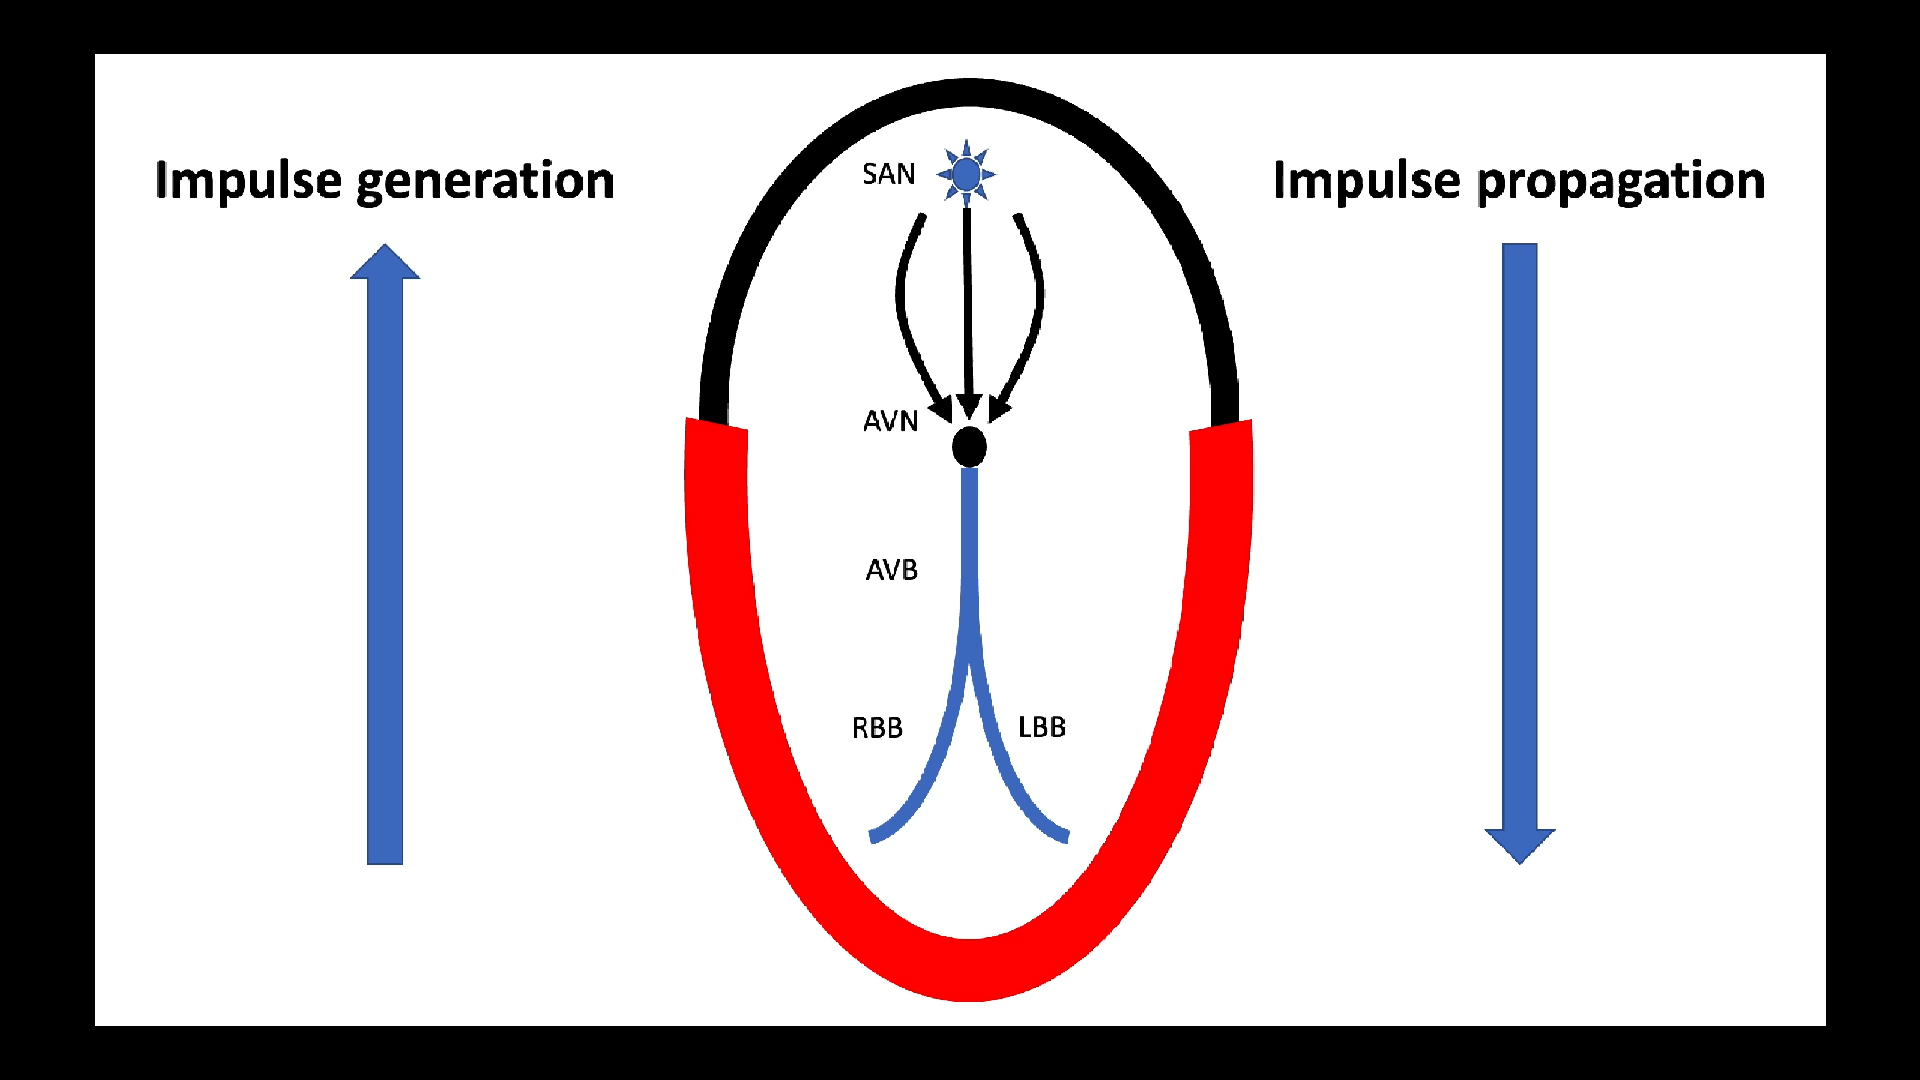 Impulse generation
Impulse propagation
SAN
AVN
AVB
RBB
LBB